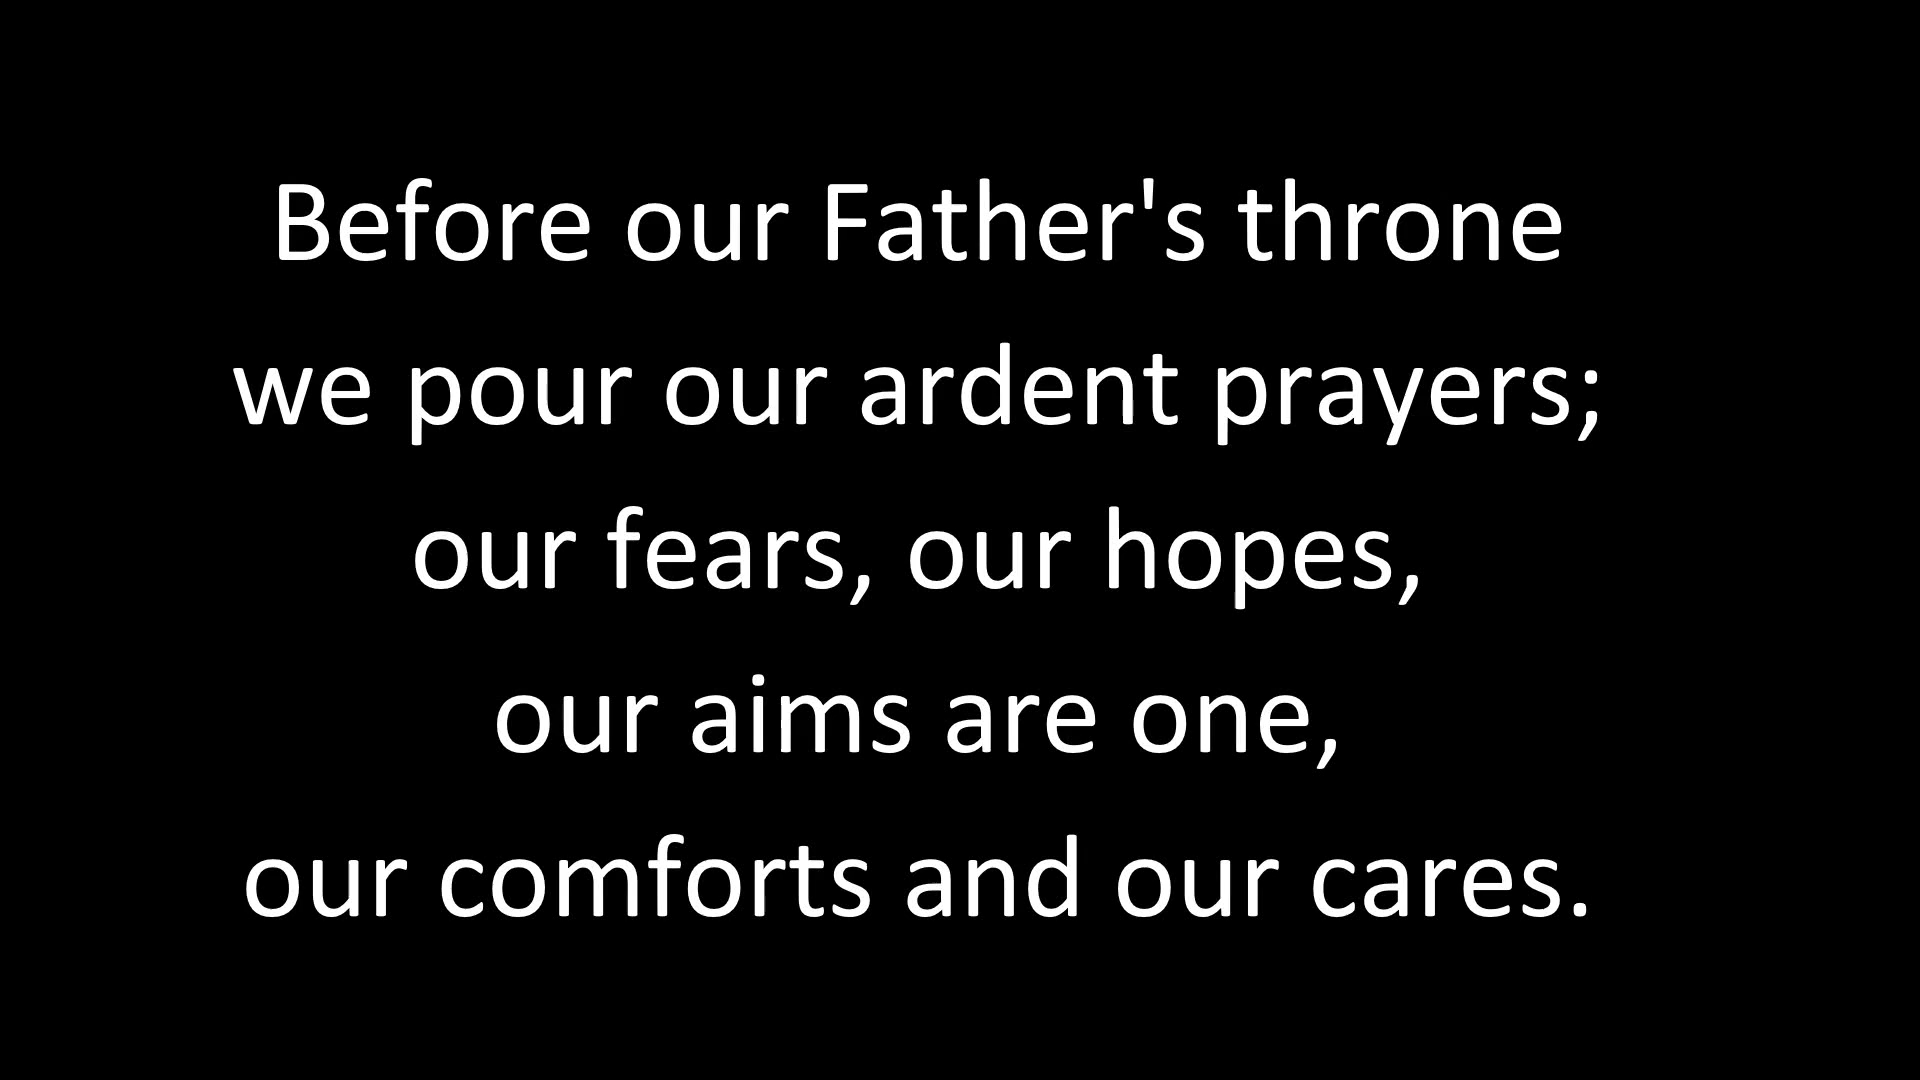 Before our Father's throne
we pour our ardent prayers;
our fears, our hopes,
our aims are one,
our comforts and our cares.